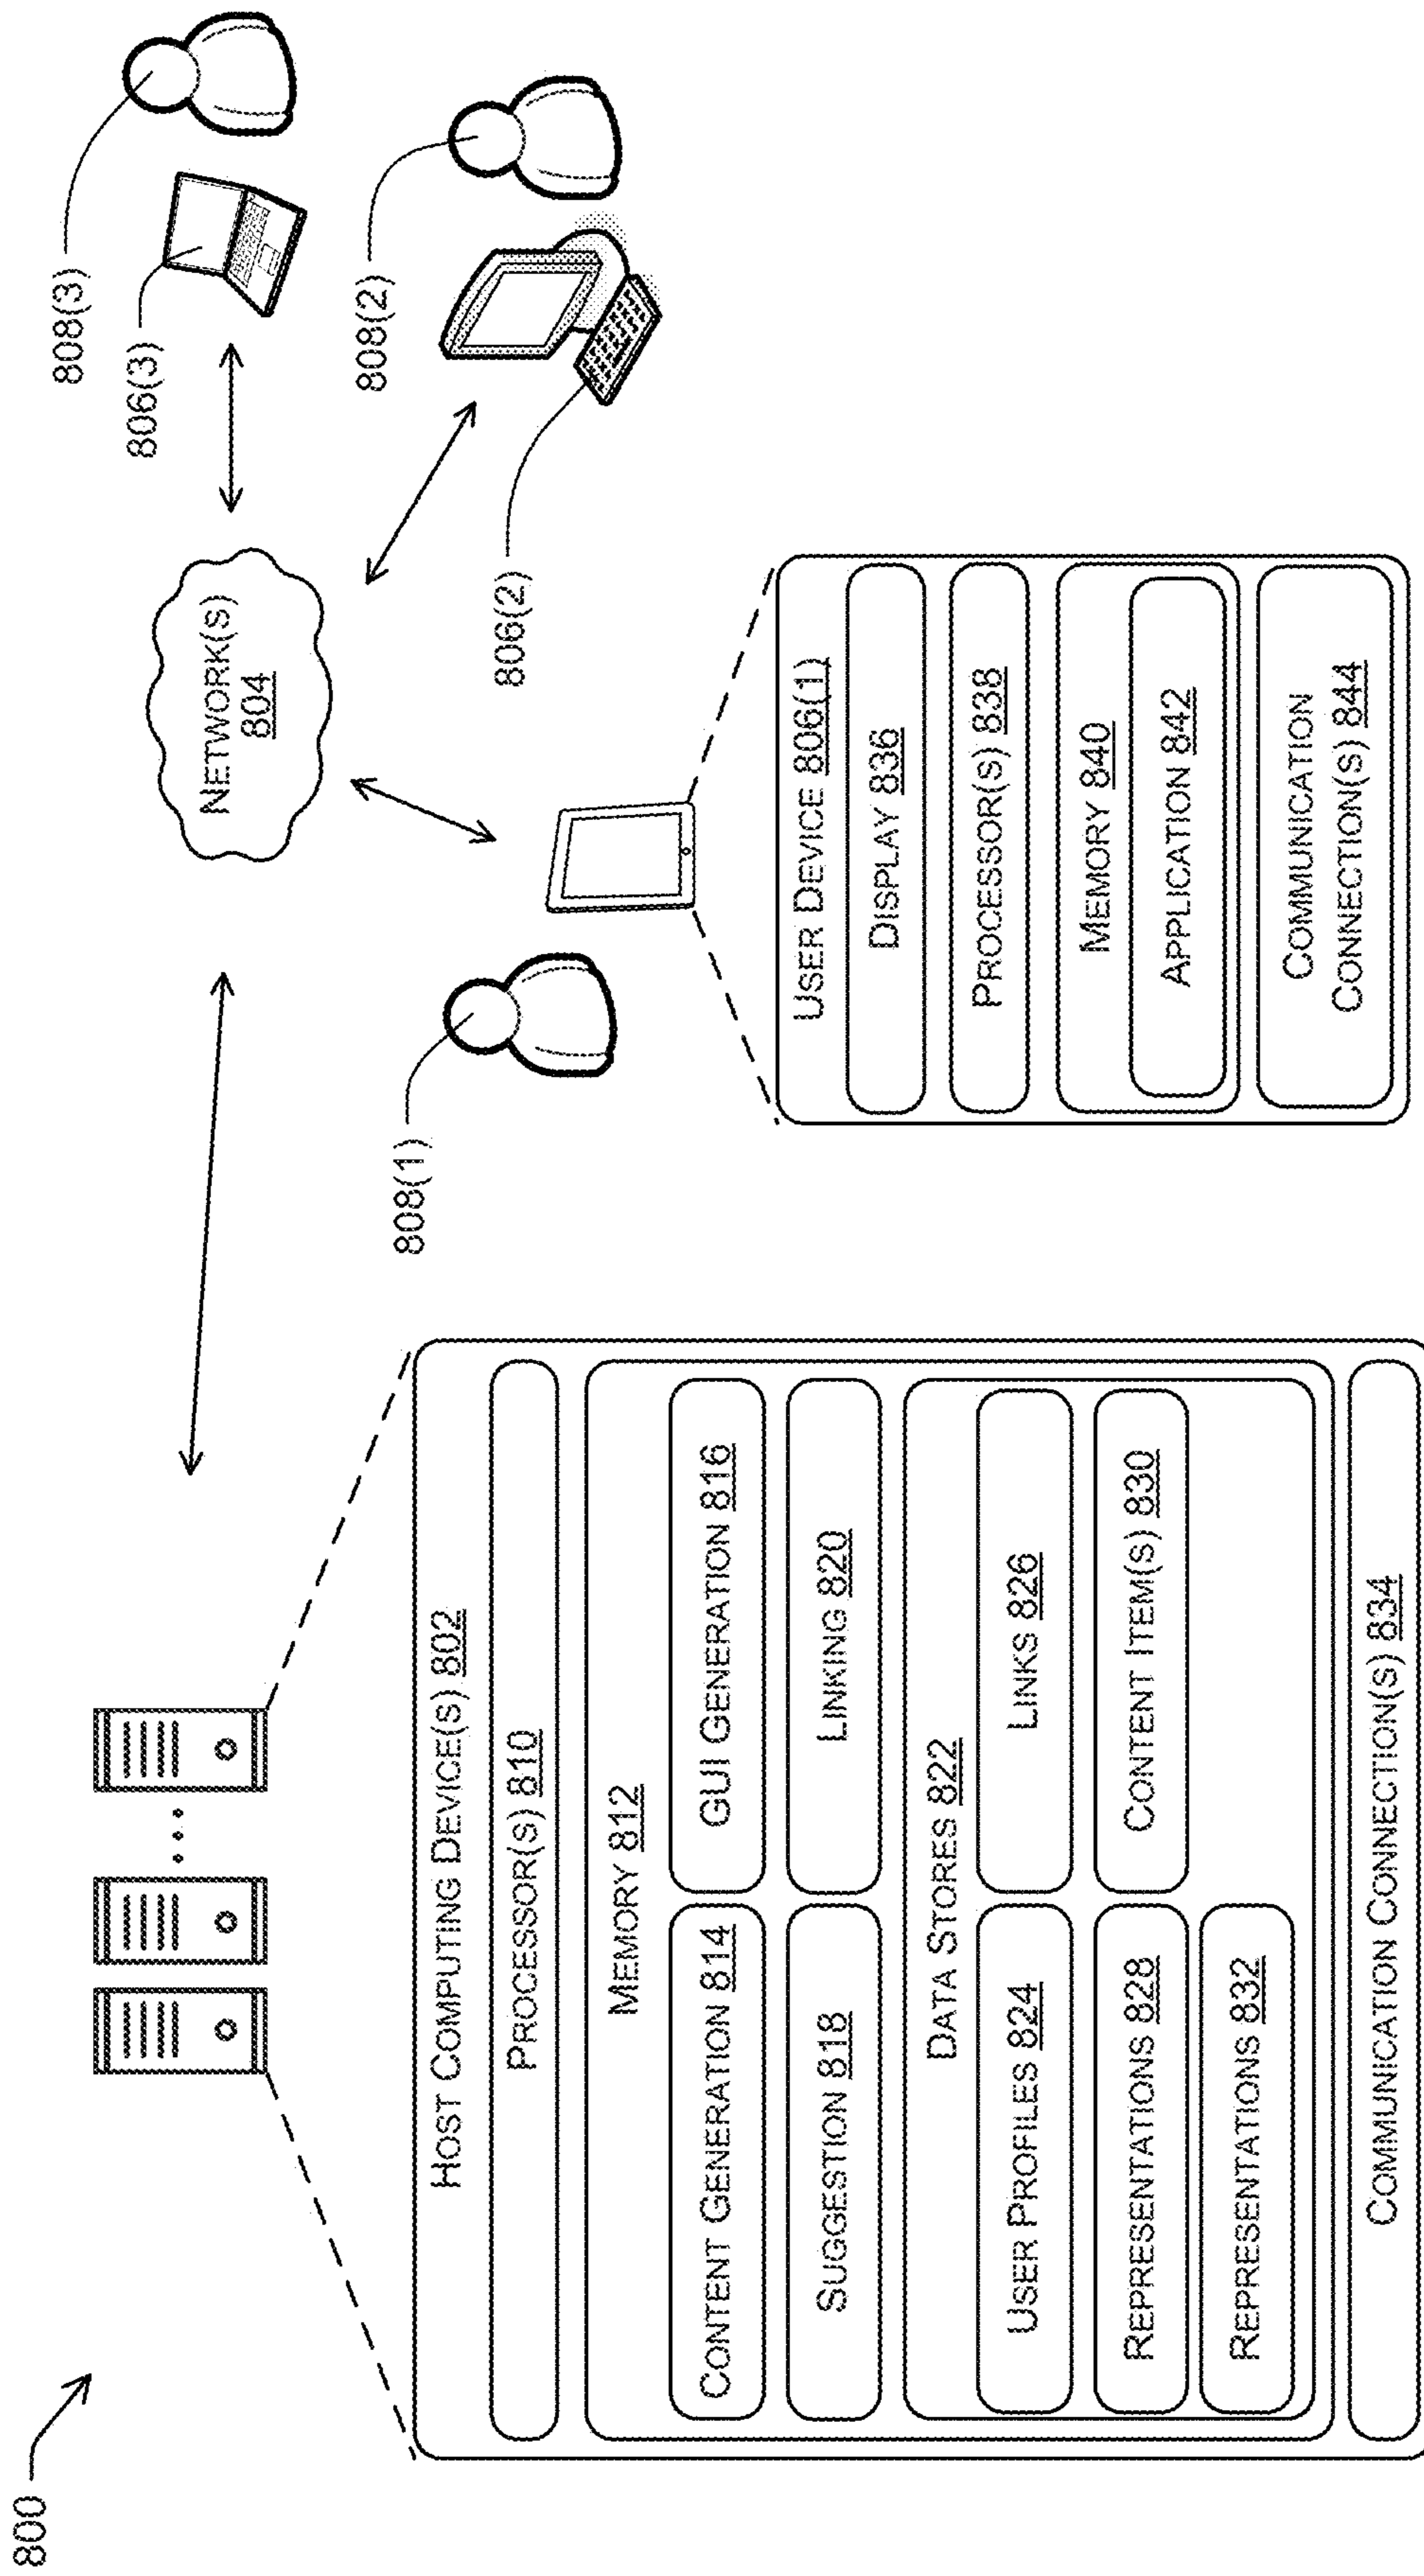 800
HOST COMPUTING DEVICE(S) 802
PROCESSOR(S) 810
MEMORY 812
CONTENT GENERATION 814
GUI GENERATION 816
SUGGESTION 818
LINKING 820
DATA STORES 822
USER PROFILES 824
LINKS 826
REPRESENTATIONS 828
CONTENT ITEM(S) 830
REPRESENTATIONS 832
COMMUNICATION CONNECTION(S) 834
NETWORK(S)
804
808(1)
808(3)
806(3)
808(2)
806(2)
USER DEVICE 806(1)
DISPLAY 836
PROCESSOR(S) 838
MEMORY 840
APPLICATION 842
COMMUNICATION
CONNECTION(S) 844